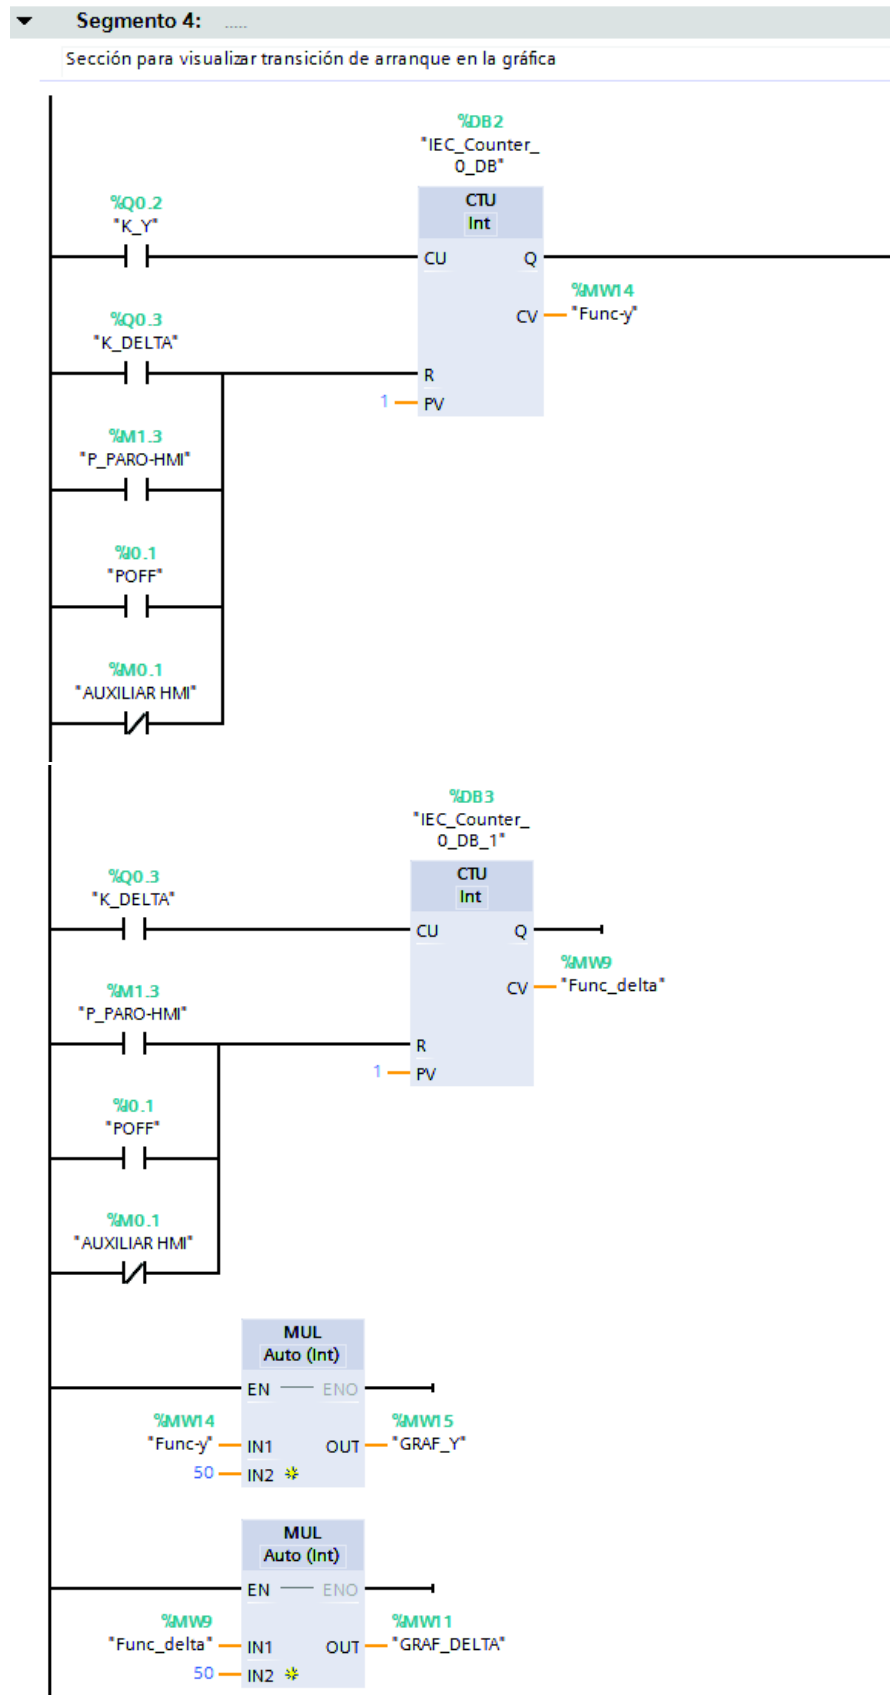 Segmento 4: .....
Sección para visualizar transición de arranque en la gráfica
%DB2
"IEC_Counter_
0_DB"
CTU
Int
%Q0.2
"K_Y"
CU Q
%MW14
CV "Func-y"
%Q0.3
"K_DELTA"
R
1 PV
%M1.3
"P_PARO-HMI"
%I0.1
"POFF"
%M0.1
"AUXILIAR HMI"
%DB3
"IEC_Counter_
0_DB_1"
CTU
Int
%Q0.3
"K_DELTA"
CU Q
%MW9
CV "Func_delta"
%M1.3
"P_PARO-HMI"
R
1 PV
%I0.1
"POFF"
%M0.1
"AUXILIAR HMI"
MUL
Auto (Int)
EN ENO
%MW14 %MW15
"Func-y" IN1 OUT "GRAF_Y"
50 IN2
MUL
Auto (Int)
EN ENO
%MW9 %MW11
"Func_delta" IN1 OUT "GRAF_DELTA"
50 IN2